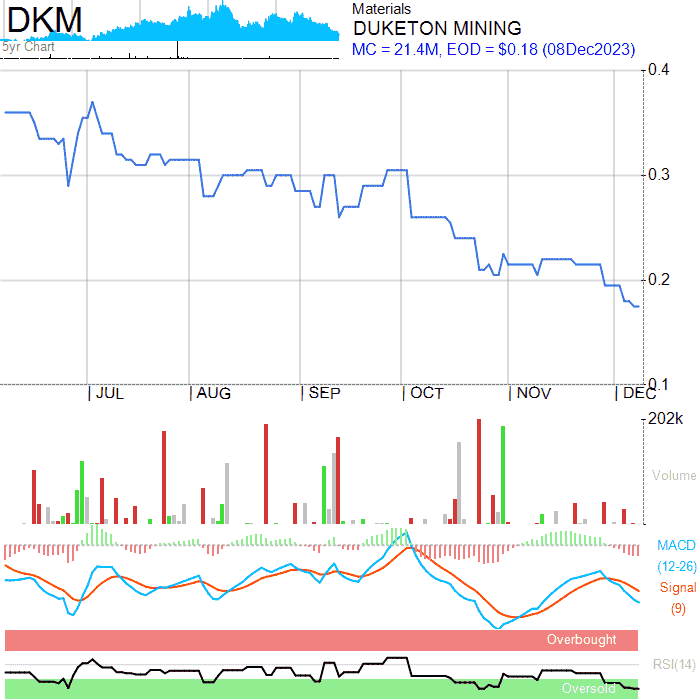 DKM
5yr Chart
Materials
DUKETON MINING
MC = 21.4M, EOD = $0.18 (08Dec2023)
0.4
0.3
0.2
0.1
JUL
AUG
SEP
OCT
NOV
DEC
202k
Volume
MACD
(12-26)
Signal
(9)
Overbought
RSI(14)
Oversold